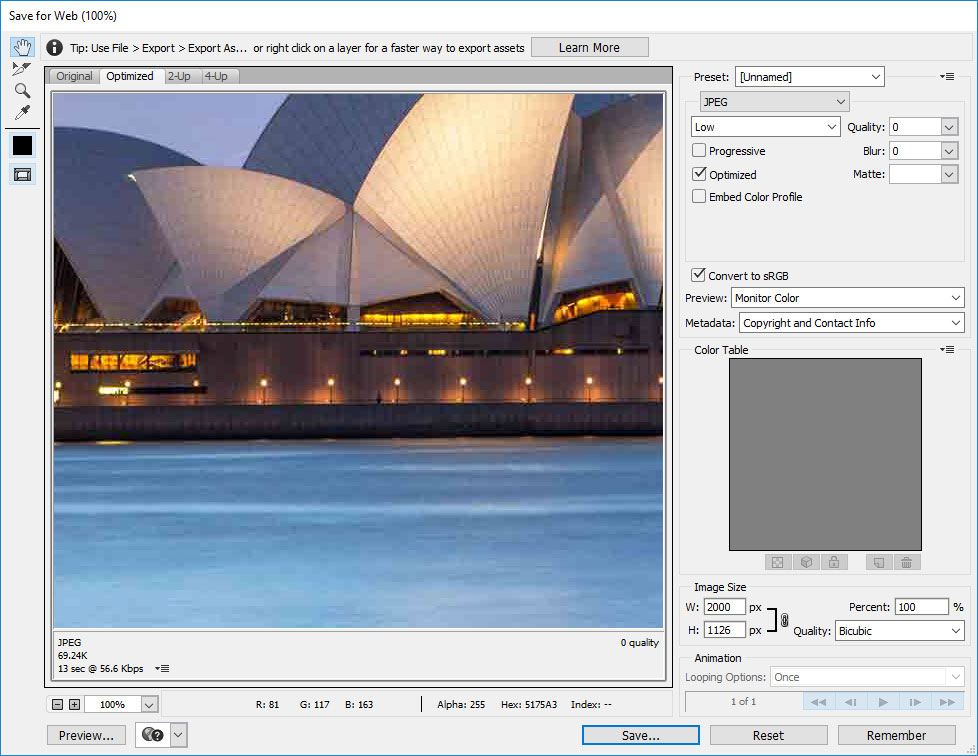 Save for Web (100%)
Tip: Use File > Export > Export As... or right click on a layer for a faster way to export assets
Learn More
Original Optimized 2-Up 4-Up
Preset: [Unnamed]
JPEG
Low Quality: 0
Progressive Blur: 0
Optimized Matte:
Embed Color Profile
Convert to sRGB
Preview: Monitor Color
Metadata: Copyright and Contact Info
Color Table
Image Size
W: 2000 px Percent: 100 %
H: 1126 px Quality: Bicubic
Animation
Looping Options: Once
1 of 1
JPEG 0 quality
69.24K
13 sec @ 56.6 Kbps
100% R: 81 G: 117 B: 163 Alpha: 255 Hex: 5175A3 Index: --
Preview... Save... Reset Remember